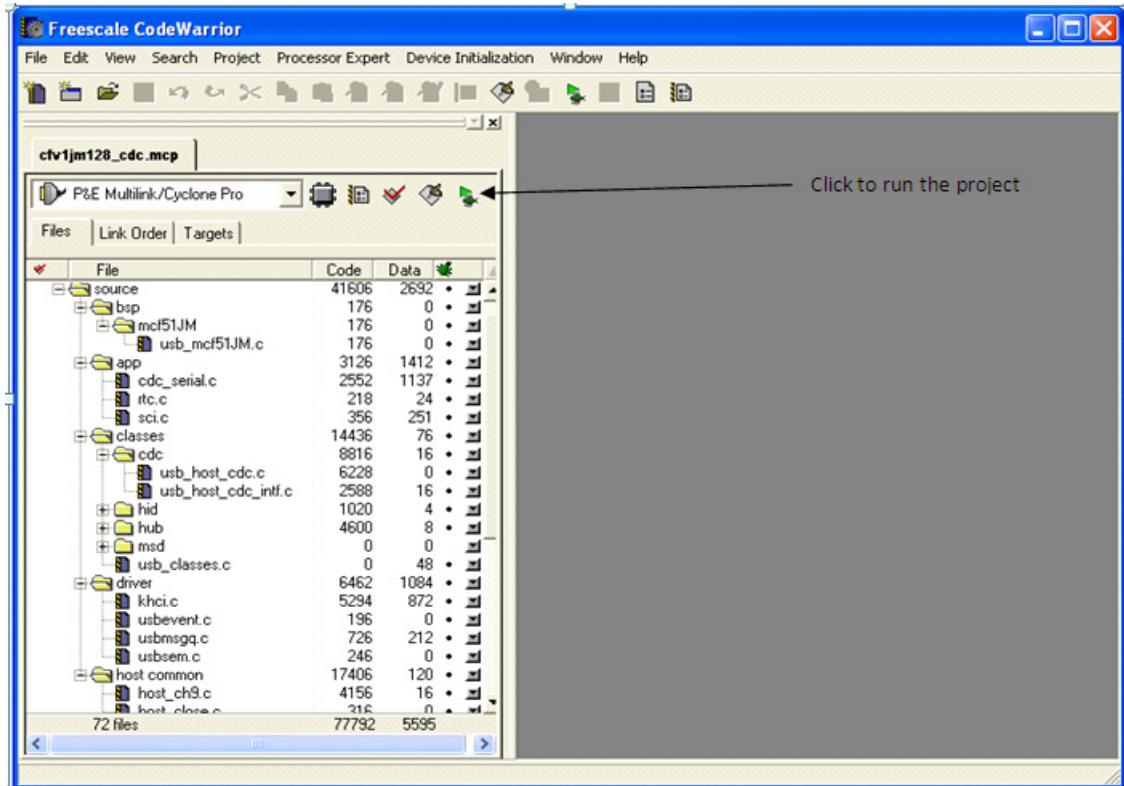 Freescale CodeWarrior
File Edit View Search Project Processor Expert Device Initialization Window Help
cfv1jm128_cdc.mcp
P&E Multilink/Cyclone Pro
Click to run the project
Files Link Order Targets
File Code Data
source 41606 2692
bsp 176 0
mcf51JM 176 0
usb_mcf51JM.c 176 0
app 3126 1412
cdc_serial.c 2552 1137
rtc.c 218 24
sci.c 356 251
classes 14436 76
cdc 8816 16
usb_host_cdc.c 6228 0
usb_host_cdc_intf.c 2588 16
hid 1020 4
hub 4600 8
msd 0 0
usb_classes.c 0 48
driver 6462 1084
khci.c 5294 872
usbevent.c 196 0
usbmsgq.c 726 212
usbsem.c 246 0
host common 17406 120
host_ch9.c 4156 16
host_close.c 316 0
72 files 77792 5595